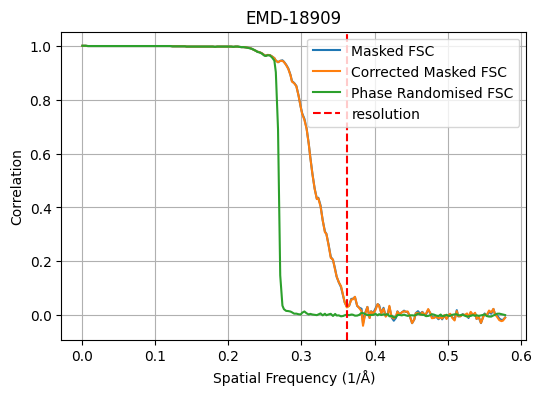 EMD-18909
Masked FSC
Corrected Masked FSC
Phase Randomised FSC
resolution
1.0
0.8
0.6
0.4
0.2
0.0
Correlation
0.0 0.1 0.2 0.3 0.4 0.5 0.6
Spatial Frequency (1/Å)